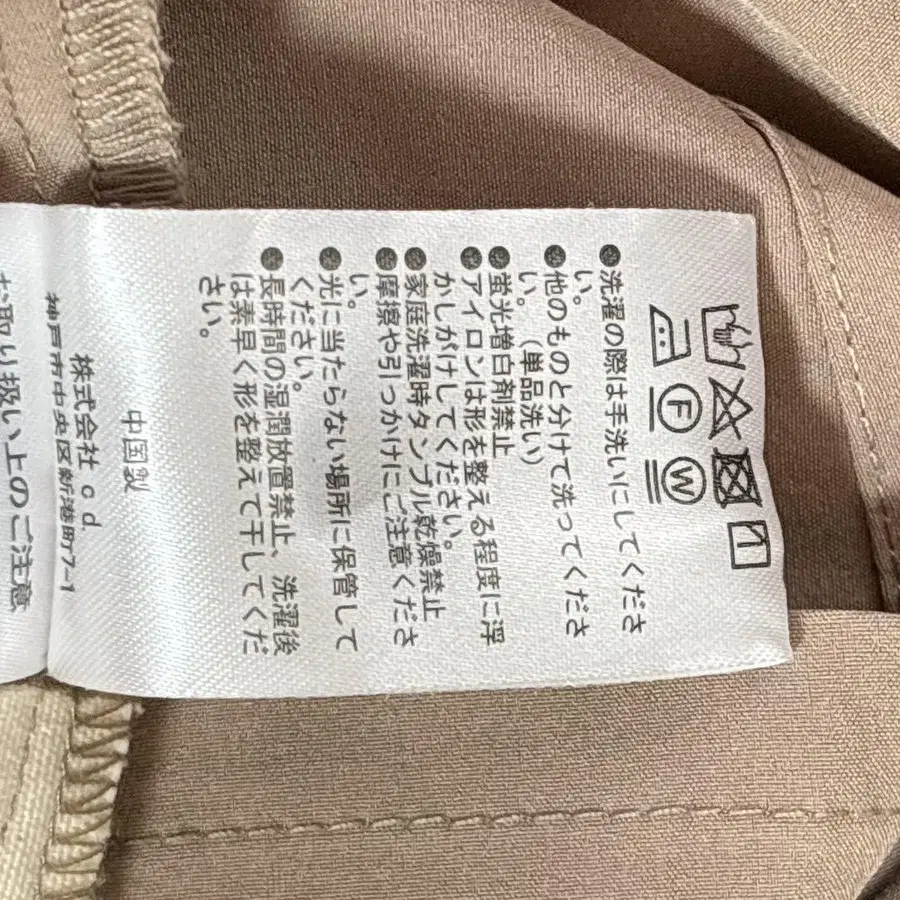 F W
●洗濯の際は手洗いにしてくださ
い。
●他のものと分けて洗ってくださ
い。(単品洗い)
●蛍光増白剤禁止
●アイロンは形を整える程度に浮
かしがけしてください。
●家庭洗濯時タンブル乾燥禁止
●摩擦や引っかけにご注意くださ
い。
●光に当たらない場所に保管して
ください。
●長時間の湿潤放置禁止、洗濯後
は素早く形を整えて干してくだ
さい。
中国製
株式会社 c d.
神戸市中央区新港町7-1
お取り扱い上のご注意